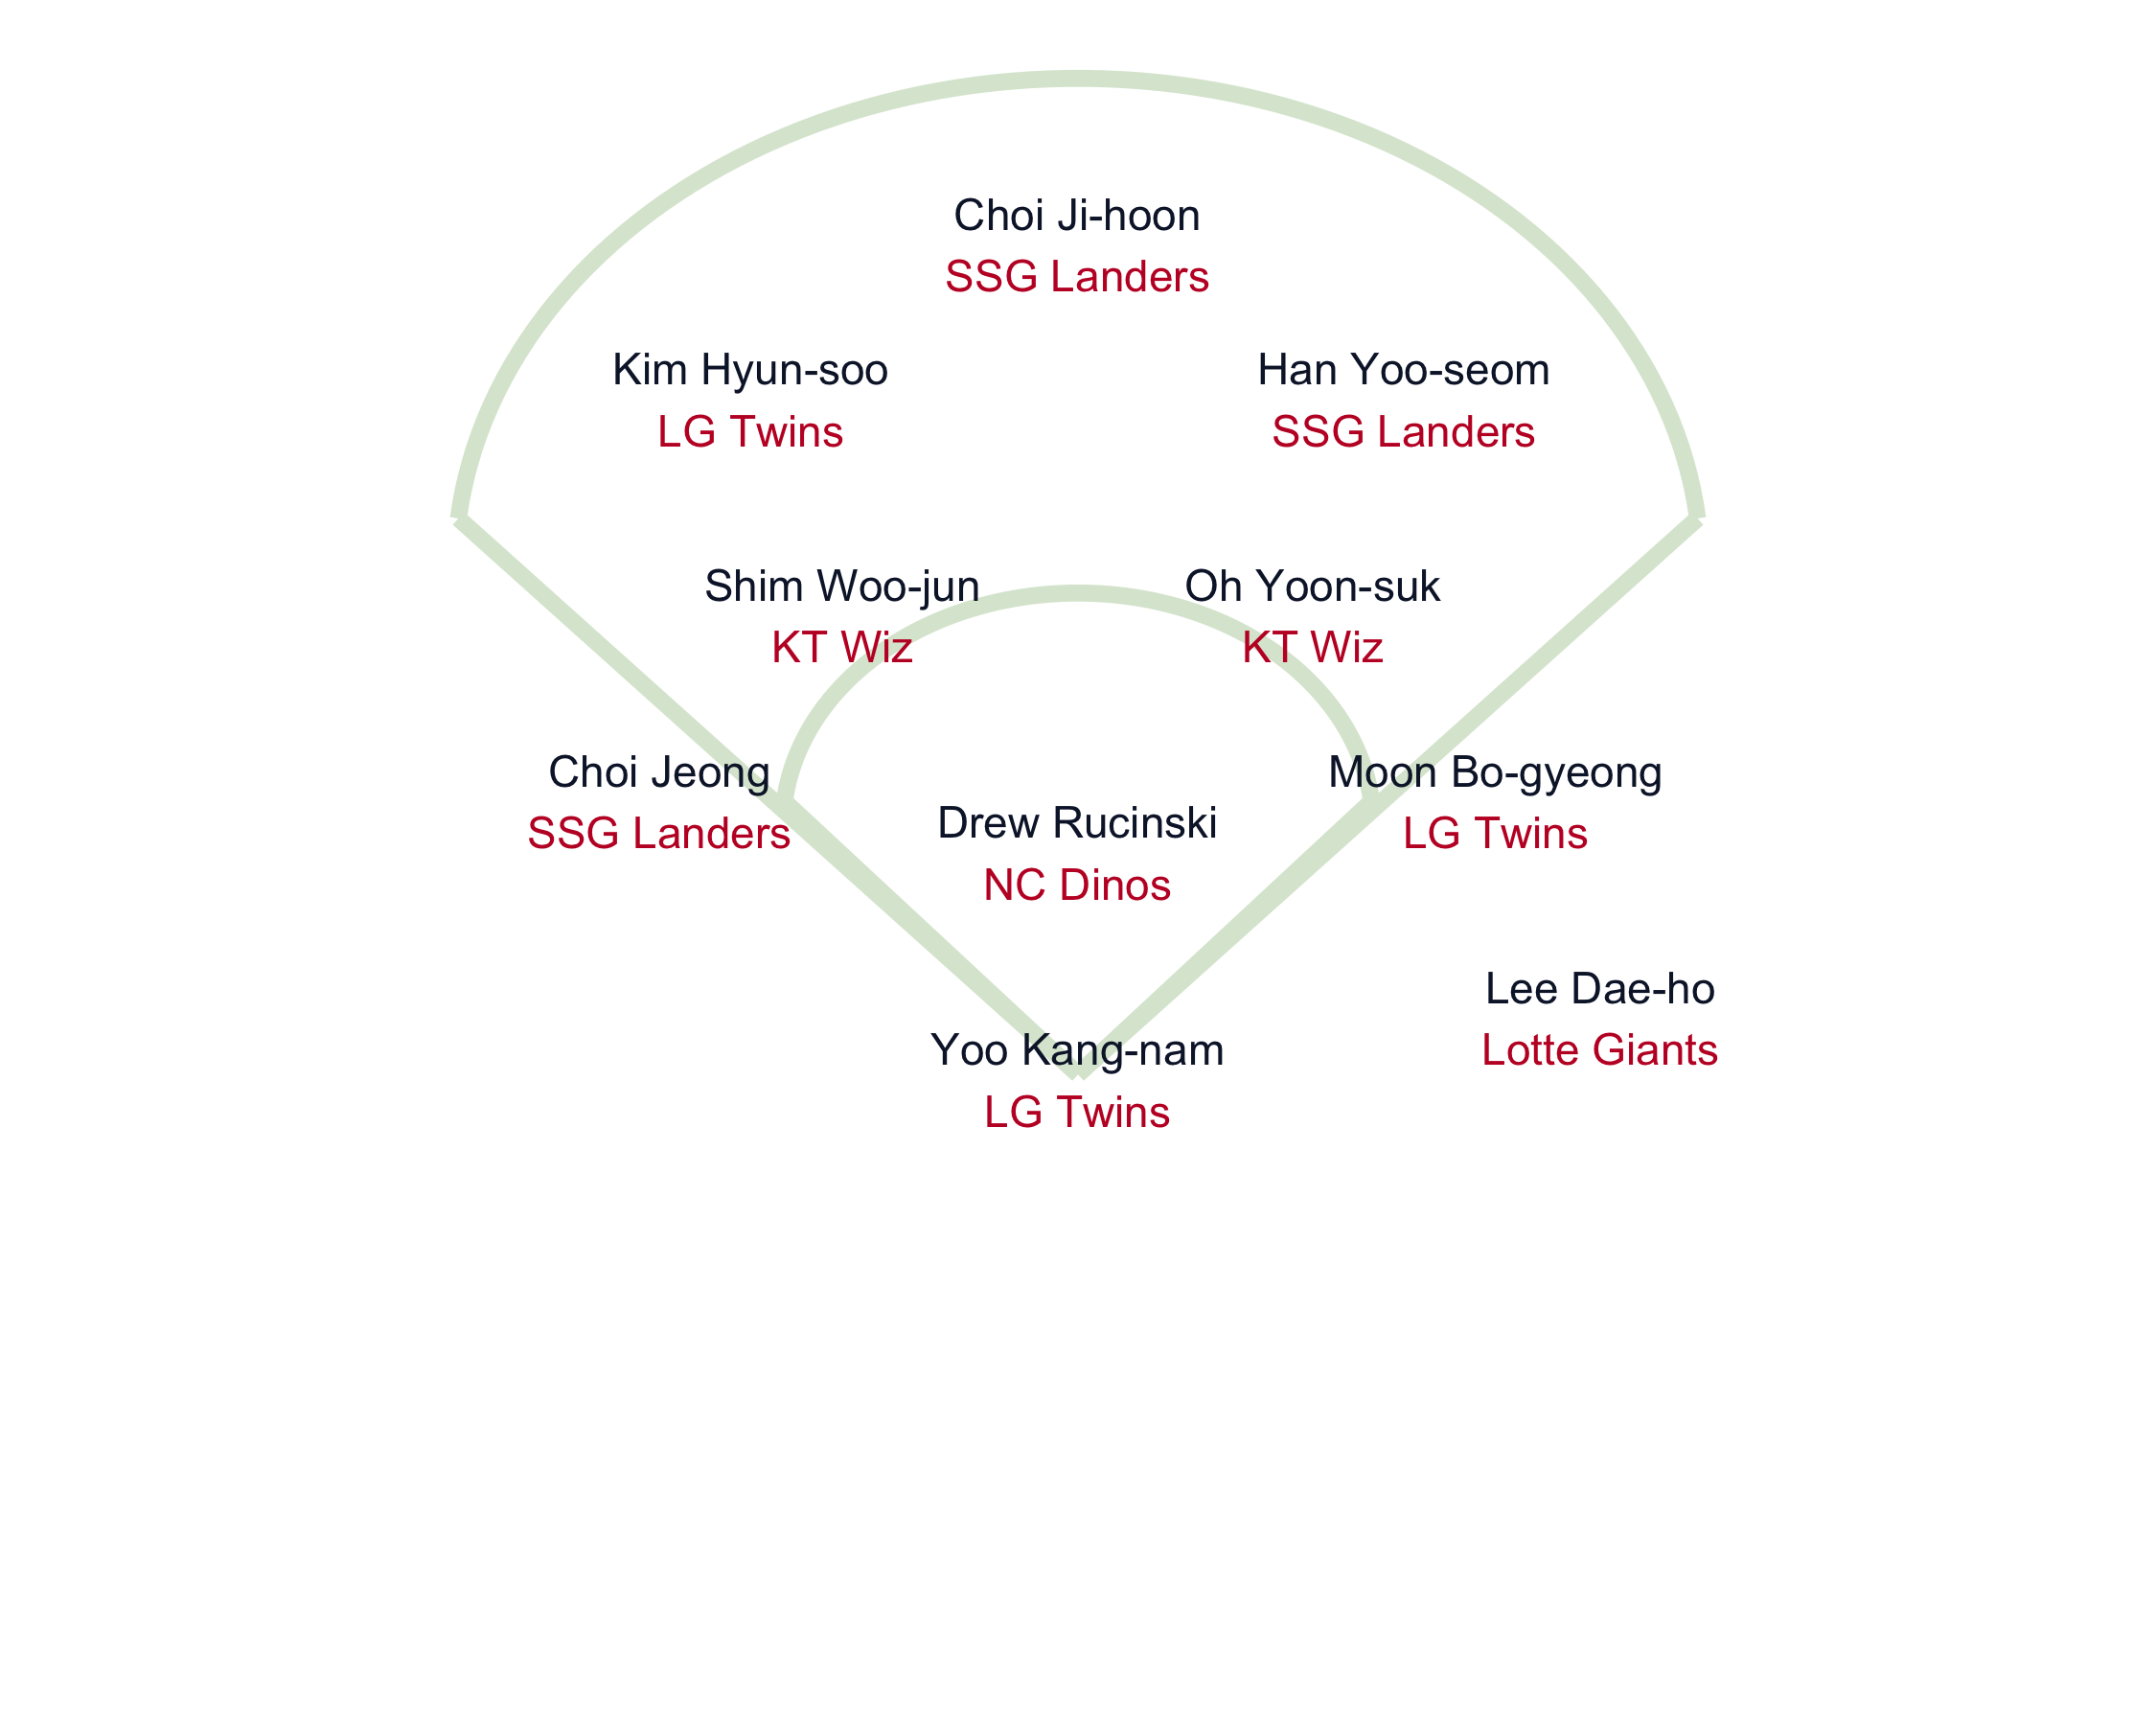 Choi Ji-hoon
SSG Landers
Kim Hyun-soo
LG Twins
Han Yoo-seom
SSG Landers
Shim Woo-jun
KT Wiz
Oh Yoon-suk
KT Wiz
Choi Jeong
SSG Landers
Moon Bo-gyeong
LG Twins
Drew Rucinski
NC Dinos
Lee Dae-ho
Lotte Giants
Yoo Kang-nam
LG Twins